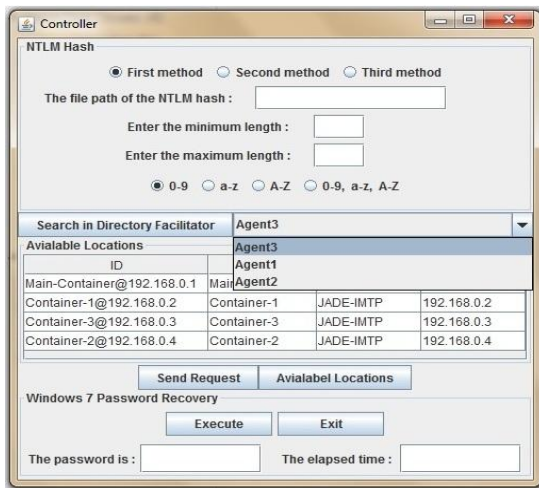 Controller
NTLM Hash
First method Second method Third method
The file path of the NTLM hash :
Enter the minimum length :
Enter the maximum length :
0-9 a-z A-Z 0-9, a-z, A-Z
Search in Directory Facilitator Agent3
Agent3
Agent1
Agent2
Avialable Locations
ID
Main-Container@192.168.0.1 Main
Container-1@192.168.0.2 Container-1 JADE-IMTP 192.168.0.2
Container-3@192.168.0.3 Container-3 JADE-IMTP 192.168.0.3
Container-2@192.168.0.4 Container-2 JADE-IMTP 192.168.0.4
Send Request Avialabel Locations
Windows 7 Password Recovery
Execute Exit
The password is : The elapsed time :